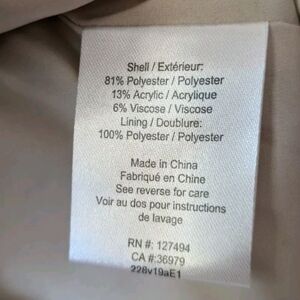 Shell / Extérieur:
81% Polyester / Polyester
13% Acrylic / Acrylique
6% Viscose / Viscose
Lining / Doublure:
100% Polyester / Polyester
Made in China
Fabriqué en Chine
See reverse for care
Voir au dos pour instructions
de lavage
RN #: 127494
CA #:36979
228v19aE1